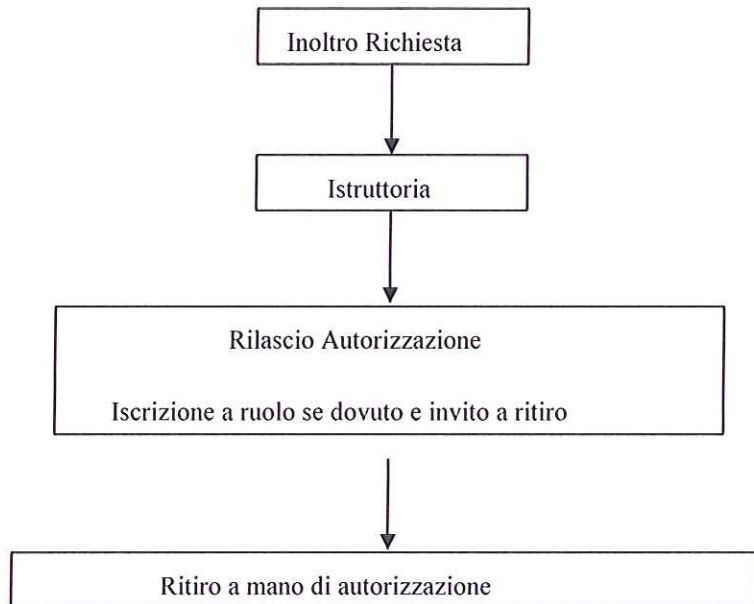 Inoltro Richiesta
Istruttoria
Rilascio Autorizzazione
Iscrizione a ruolo se dovuto e invito a ritiro
Ritiro a mano di autorizzazione